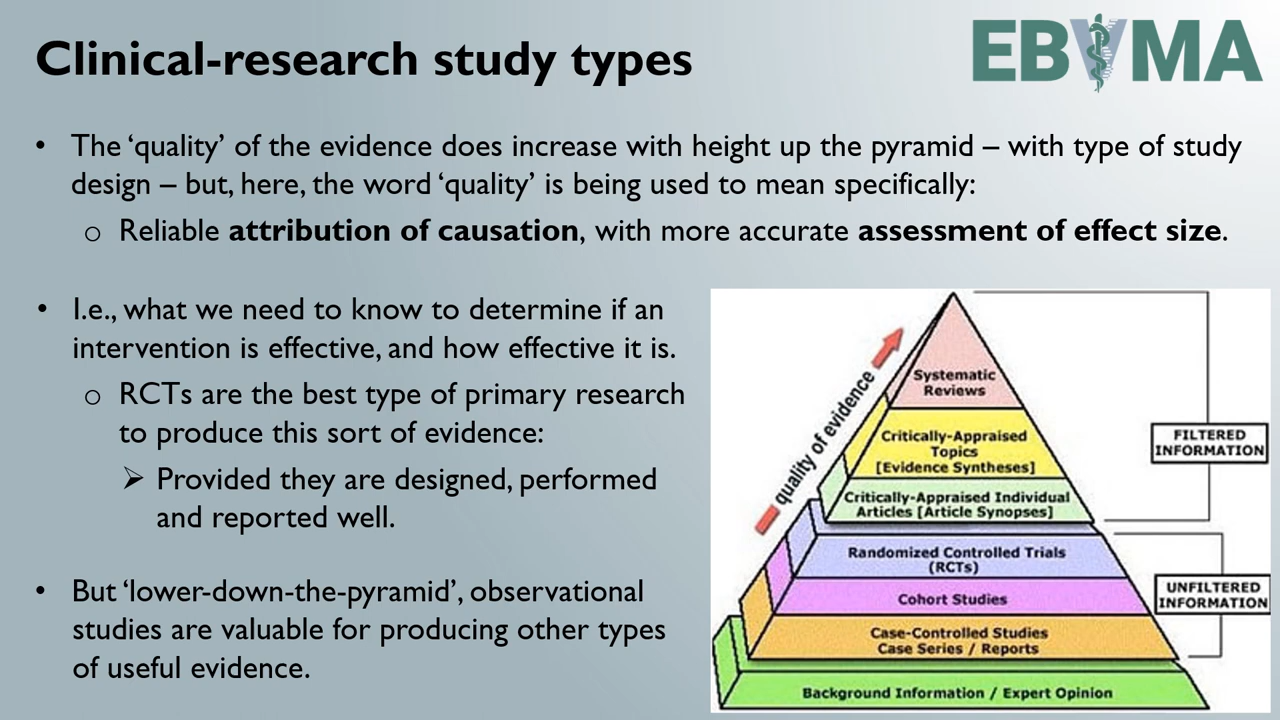 Clinical-research study types
EBVMA
• The ‘quality’ of the evidence does increase with height up the pyramid – with type of study
design – but, here, the word ‘quality’ is being used to mean specifically:
o Reliable attribution of causation, with more accurate assessment of effect size.
• I.e., what we need to know to determine if an
intervention is effective, and how effective it is.
o RCTs are the best type of primary research
to produce this sort of evidence:
➢ Provided they are designed, performed
and reported well.
• But ‘lower-down-the-pyramid’, observational
studies are valuable for producing other types
of useful evidence.
quality of evidence
Systematic
Reviews
Critically-Appraised
Topics
[Evidence Syntheses]
Critically-Appraised Individual
Articles [Article Synopses]
FILTERED
INFORMATION
Randomized Controlled Trials
(RCTs)
Cohort Studies
Case-Controlled Studies
Case Series / Reports
UNFILTERED
INFORMATION
Background Information / Expert Opinion